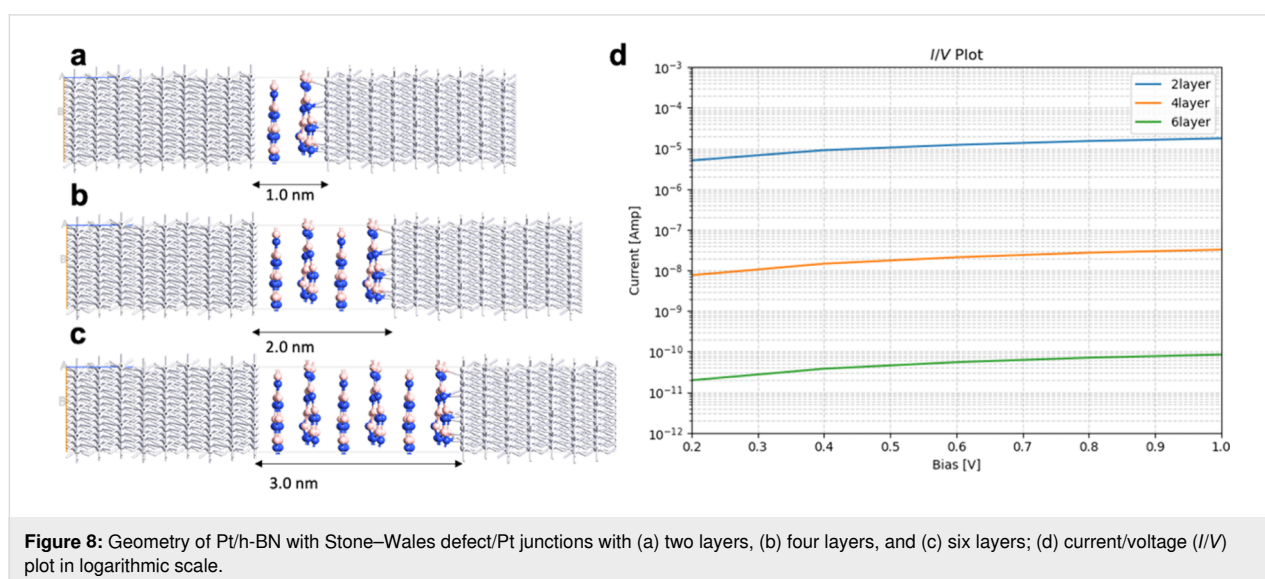 a
A
B
1.0 nm
b
A
B
2.0 nm
c
A
B
3.0 nm
d
I/V Plot
2layer
4layer
6layer
Current [Amp]
10⁻³
10⁻⁴
10⁻⁵
10⁻⁶
10⁻⁷
10⁻⁸
10⁻⁹
10⁻¹⁰
10⁻¹¹
10⁻¹²
0.2 0.3 0.4 0.5 0.6 0.7 0.8 0.9 1.0
Bias [V]
Figure 8: Geometry of Pt/h-BN with Stone–Wales defect/Pt junctions with (a) two layers, (b) four layers, and (c) six layers; (d) current/voltage (I/V)
plot in logarithmic scale.